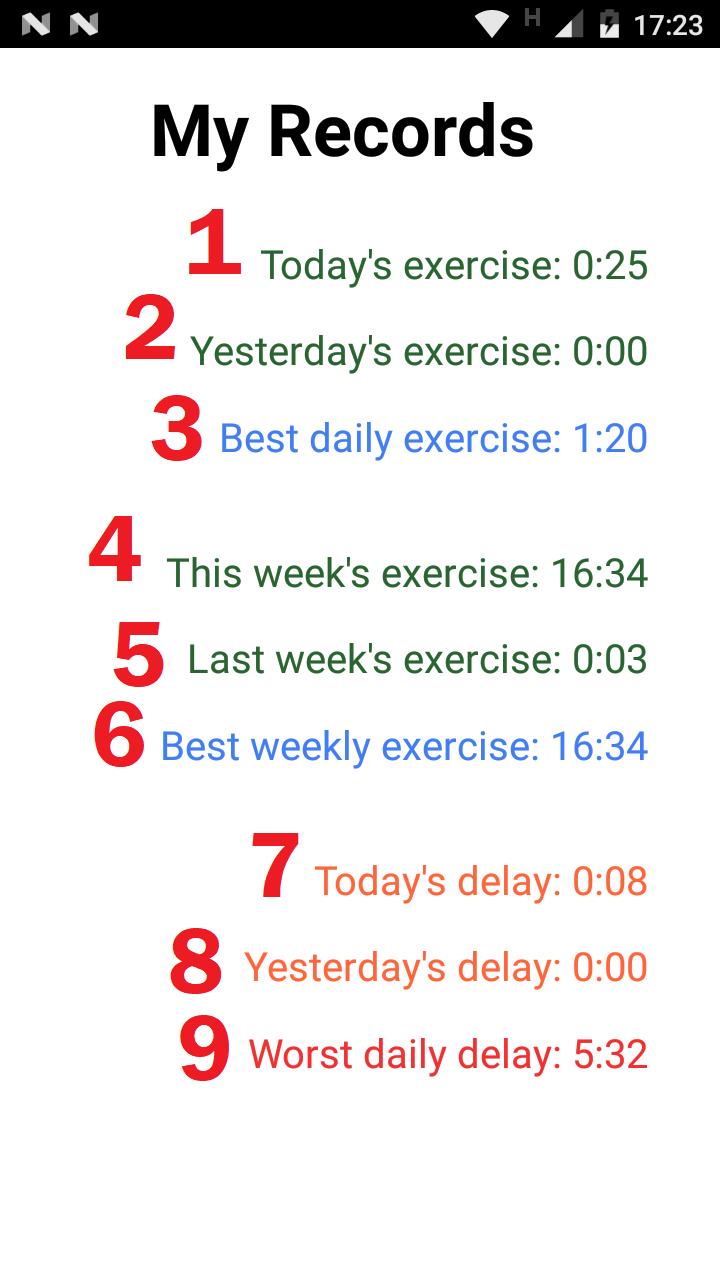 H 17:23
My Records
1 Today's exercise: 0:25
2 Yesterday's exercise: 0:00
3 Best daily exercise: 1:20
4 This week's exercise: 16:34
5 Last week's exercise: 0:03
6 Best weekly exercise: 16:34
7 Today's delay: 0:08
8 Yesterday's delay: 0:00
9 Worst daily delay: 5:32